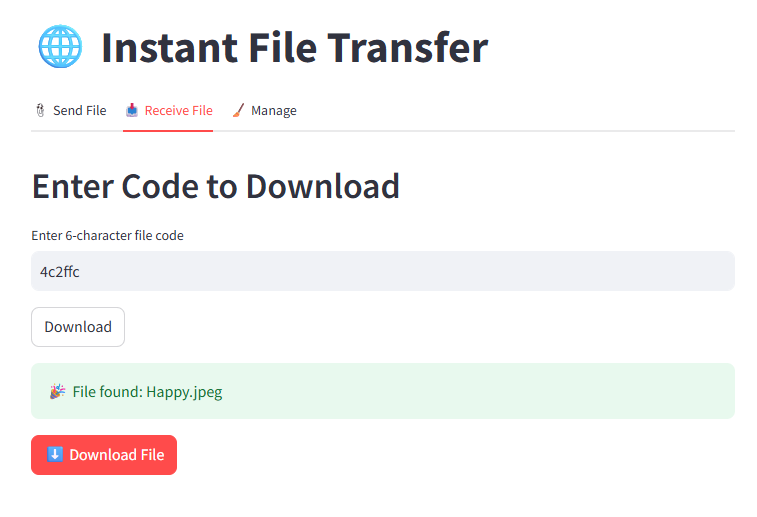 Instant File Transfer
Send File Receive File Manage
Enter Code to Download
Enter 6-character file code
4c2ffc
Download
File found: Happy.jpeg
Download File